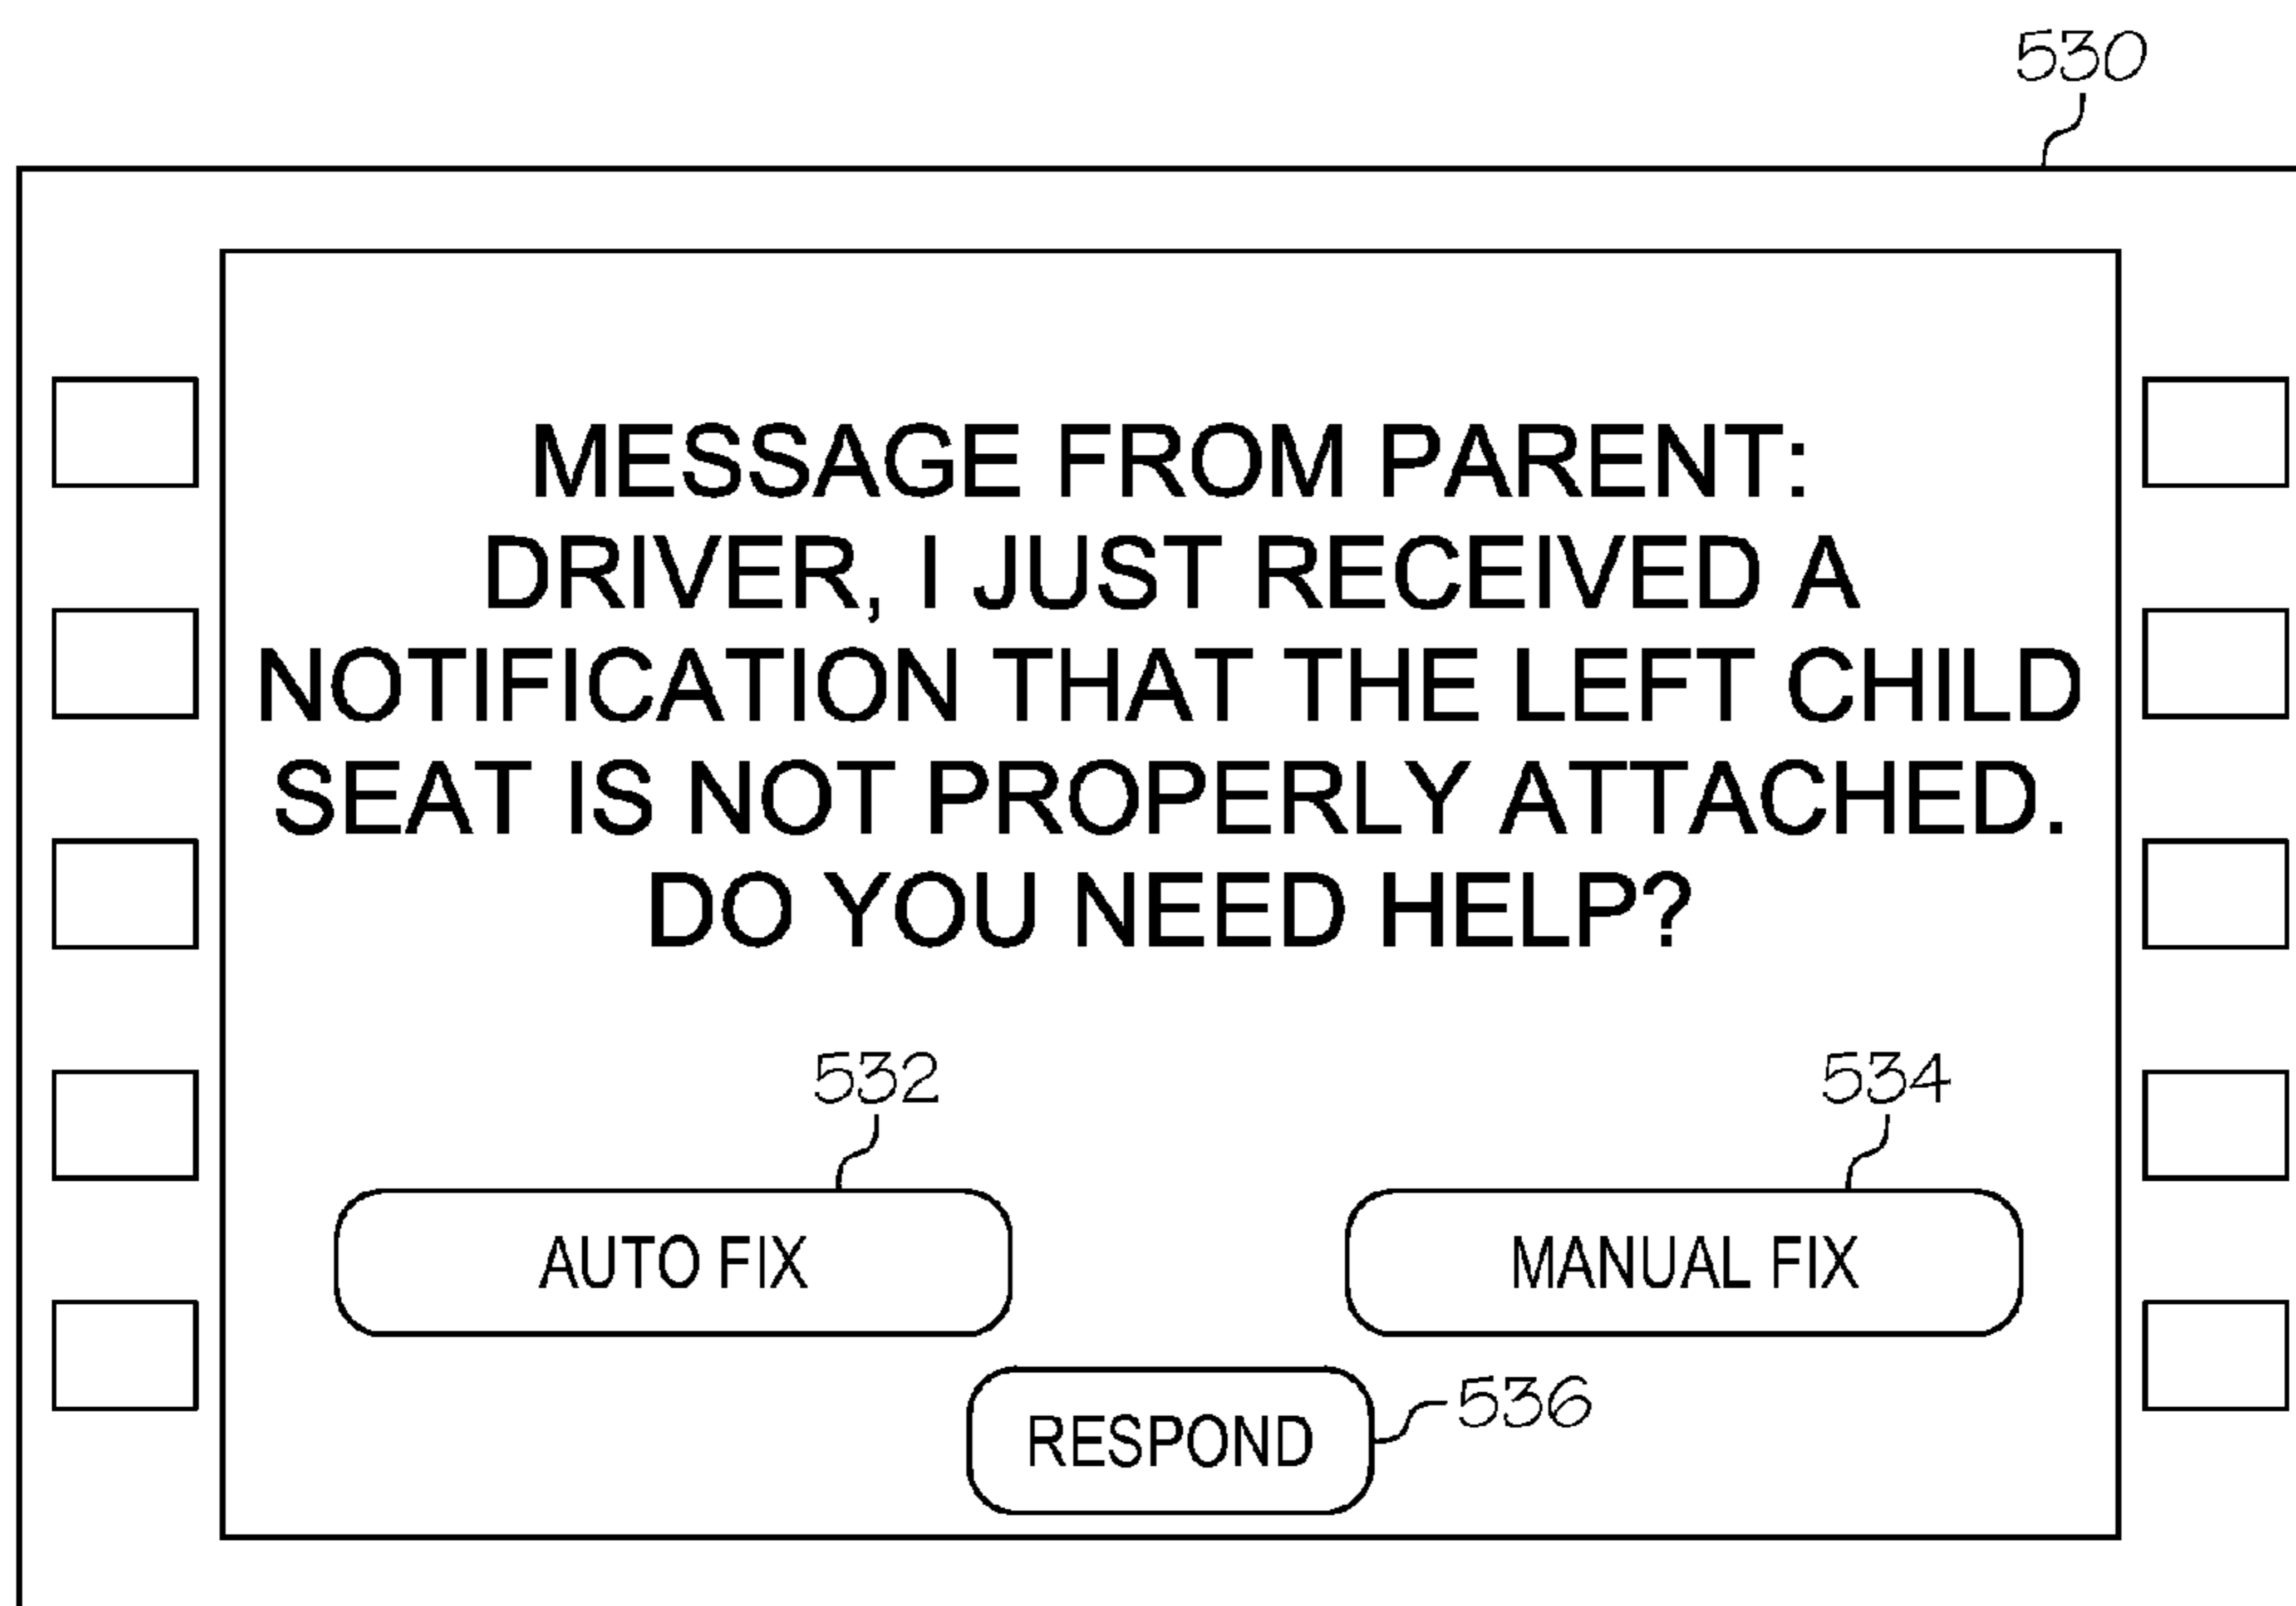 530
MESSAGE FROM PARENT:
DRIVER, I JUST RECEIVED A
NOTIFICATION THAT THE LEFT CHILD
SEAT IS NOT PROPERLY ATTACHED.
DO YOU NEED HELP?
532
534
AUTO FIX
MANUAL FIX
RESPOND
536